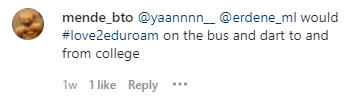 mende_bto @yaannnn__ @erdene_ml would
#love2eduroam on the bus and dart to and
from college
1w 1 like Reply ...